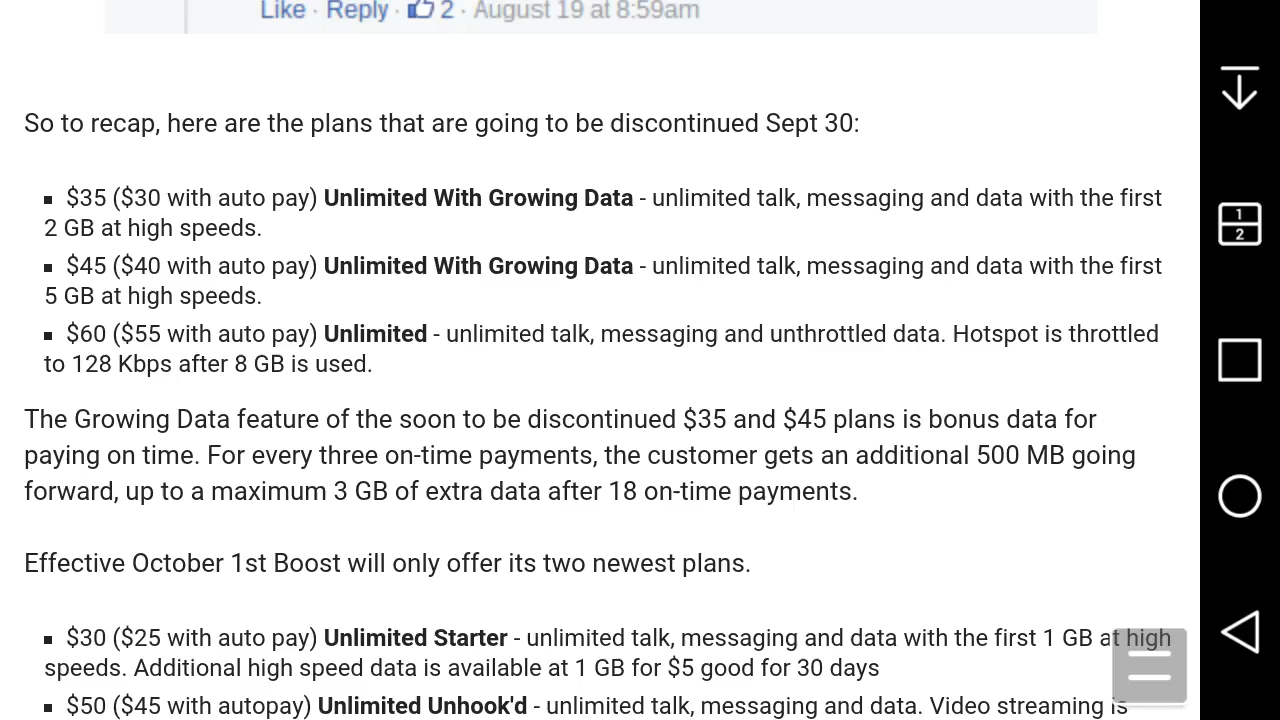 Like · Reply · 2 · August 19 at 8:59am
So to recap, here are the plans that are going to be discontinued Sept 30:
▪ $35 ($30 with auto pay) Unlimited With Growing Data - unlimited talk, messaging and data with the first
2 GB at high speeds.
▪ $45 ($40 with auto pay) Unlimited With Growing Data - unlimited talk, messaging and data with the first
5 GB at high speeds.
▪ $60 ($55 with auto pay) Unlimited - unlimited talk, messaging and unthrottled data. Hotspot is throttled
to 128 Kbps after 8 GB is used.
The Growing Data feature of the soon to be discontinued $35 and $45 plans is bonus data for
paying on time. For every three on-time payments, the customer gets an additional 500 MB going
forward, up to a maximum 3 GB of extra data after 18 on-time payments.
Effective October 1st Boost will only offer its two newest plans.
▪ $30 ($25 with auto pay) Unlimited Starter - unlimited talk, messaging and data with the first 1 GB at high
speeds. Additional high speed data is available at 1 GB for $5 good for 30 days
▪ $50 ($45 with autopay) Unlimited Unhook'd - unlimited talk, messaging and data. Video streaming is
1
2